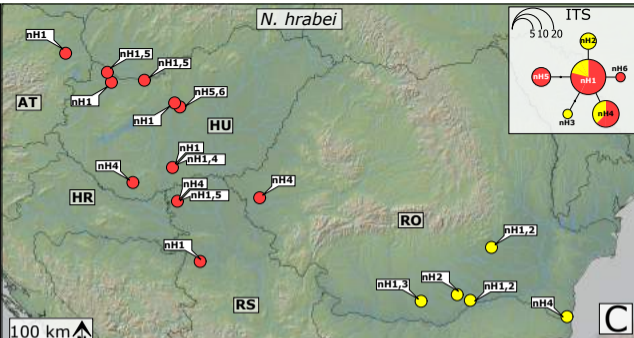 N. hrabei
ITS
5 10 20
nH2
nH5
nH1
nH6
nH3
nH4
nH1
nH1,5
nH1,5
nH1
AT
nH5,6
nH1
HU
nH1
nH1,4
nH4
nH4
nH1,5
nH4
HR
RO
nH1,2
nH1
nH1,3
nH2
nH1,2
nH4
RS
C
100 km